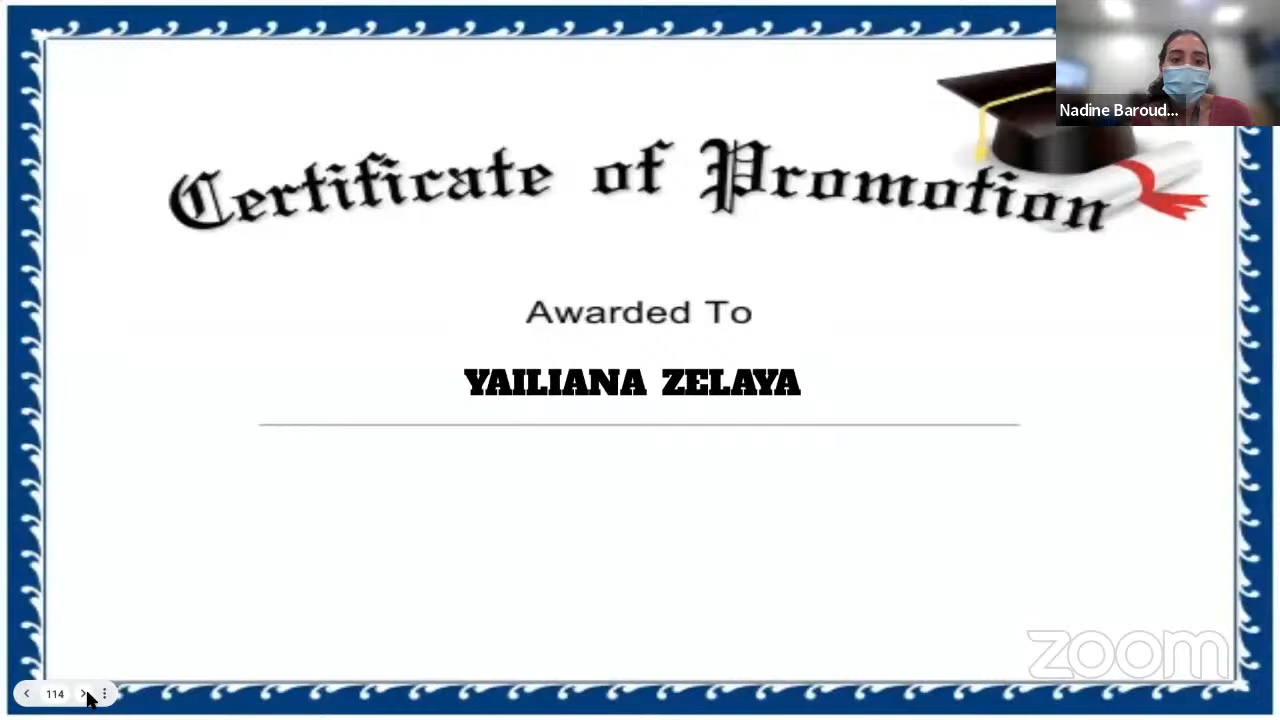 Nadine Baroud...
Certificate of Promotion
Awarded To
YAILIANA ZELAYA
zoom
114